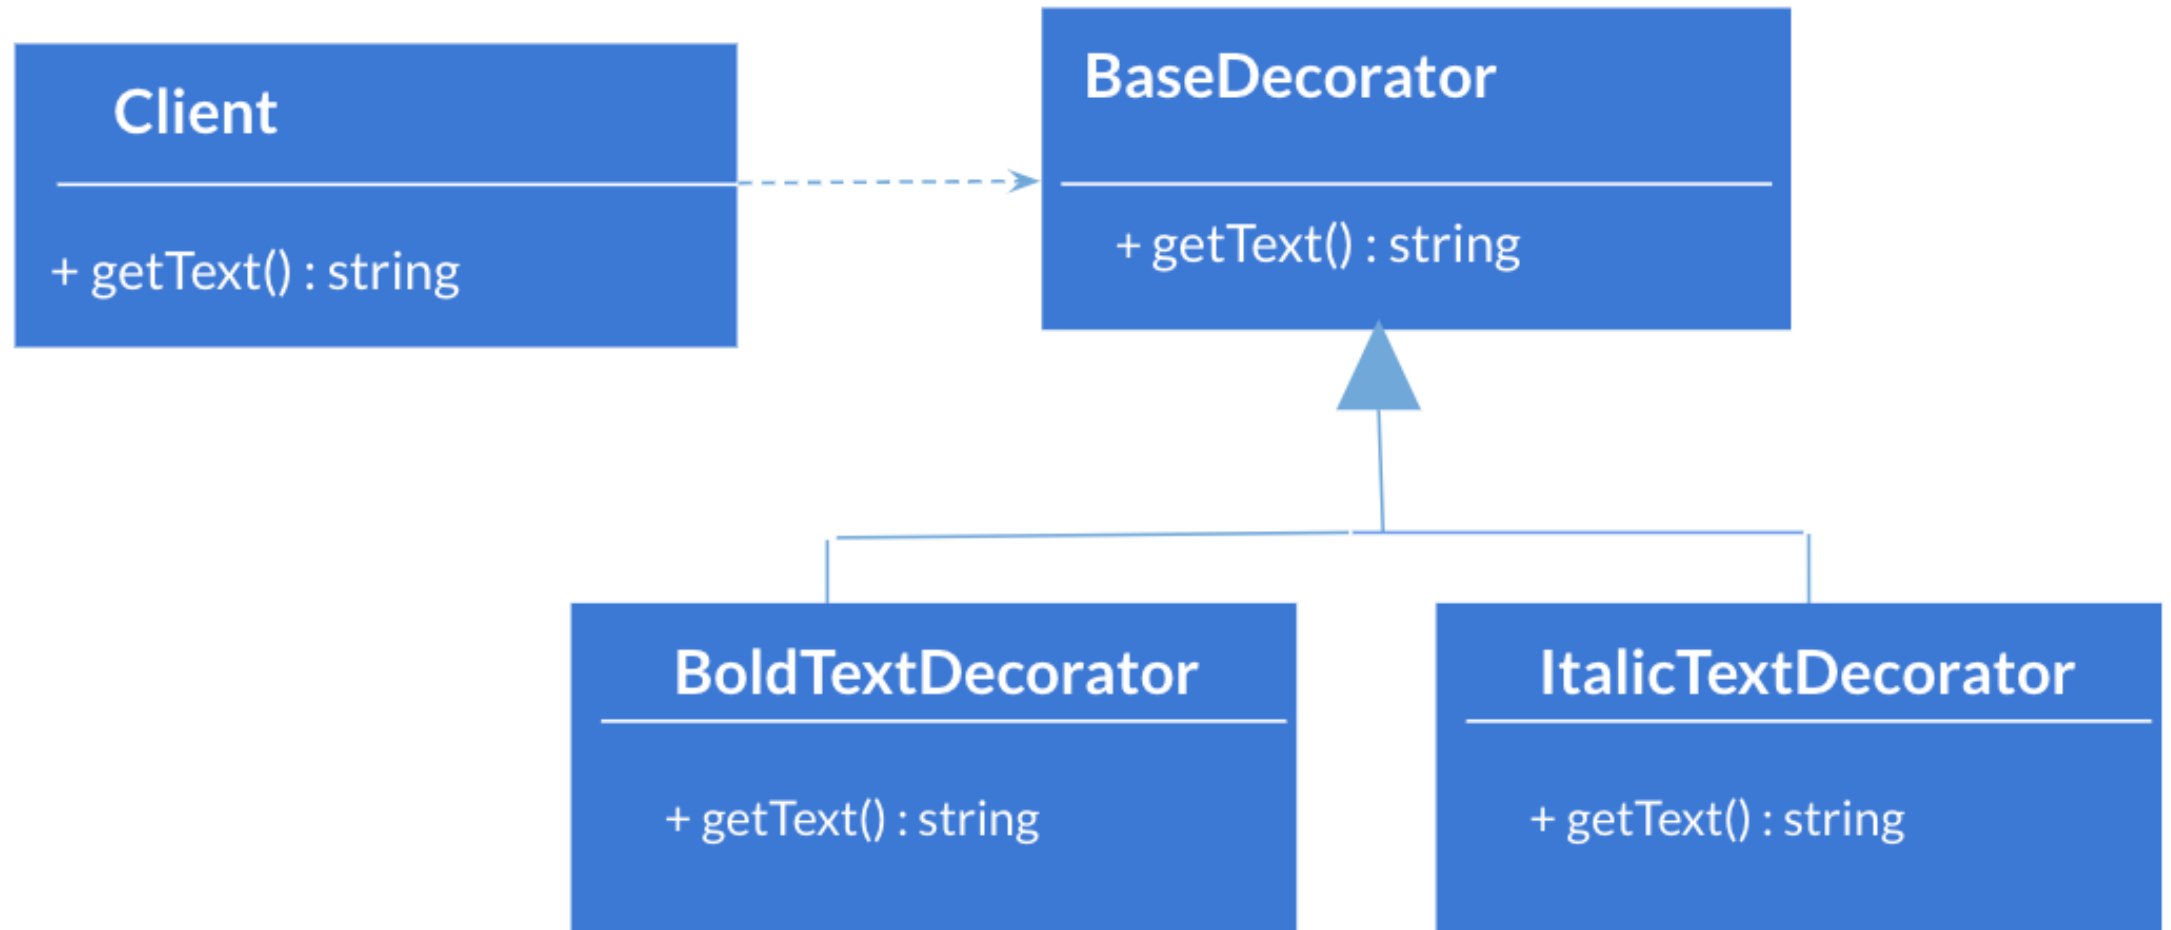 Client
+ getText() : string
BaseDecorator
+ getText() : string
BoldTextDecorator
+ getText() : string
ItalicTextDecorator
+ getText() : string